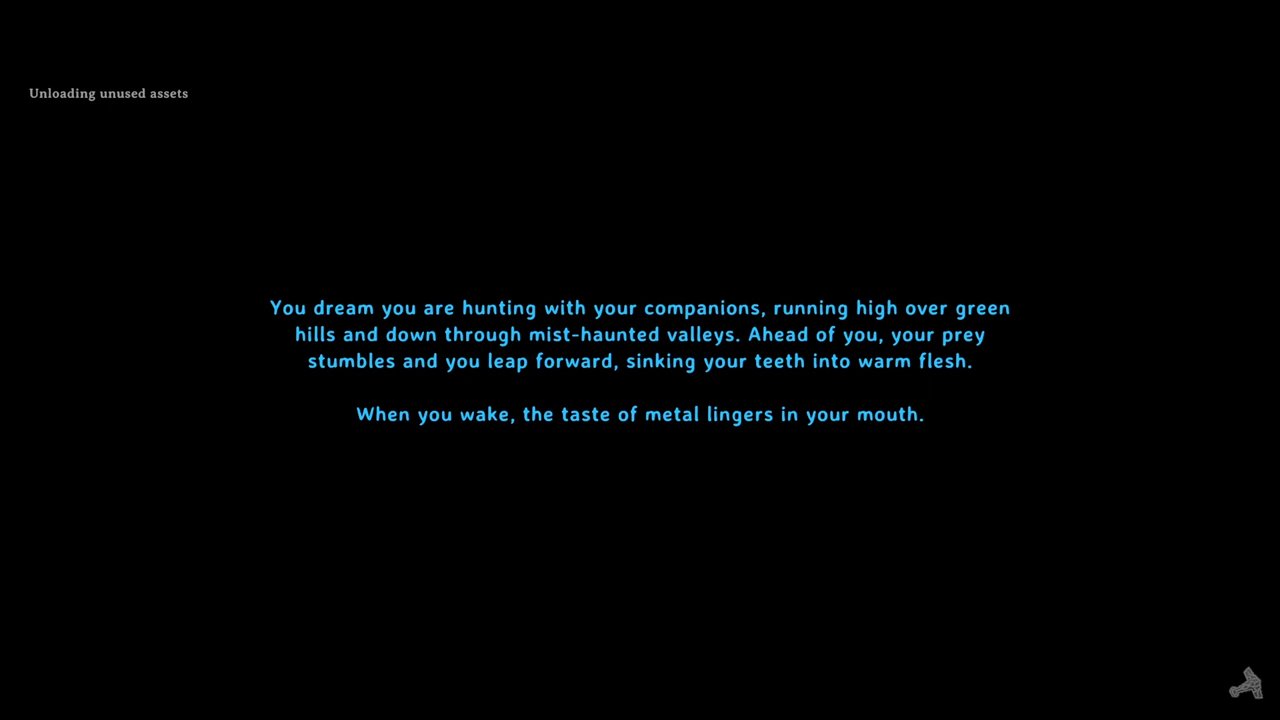 Unloading unused assets
You dream you are hunting with your companions, running high over green
hills and down through mist-haunted valleys. Ahead of you, your prey
stumbles and you leap forward, sinking your teeth into warm flesh.
When you wake, the taste of metal lingers in your mouth.